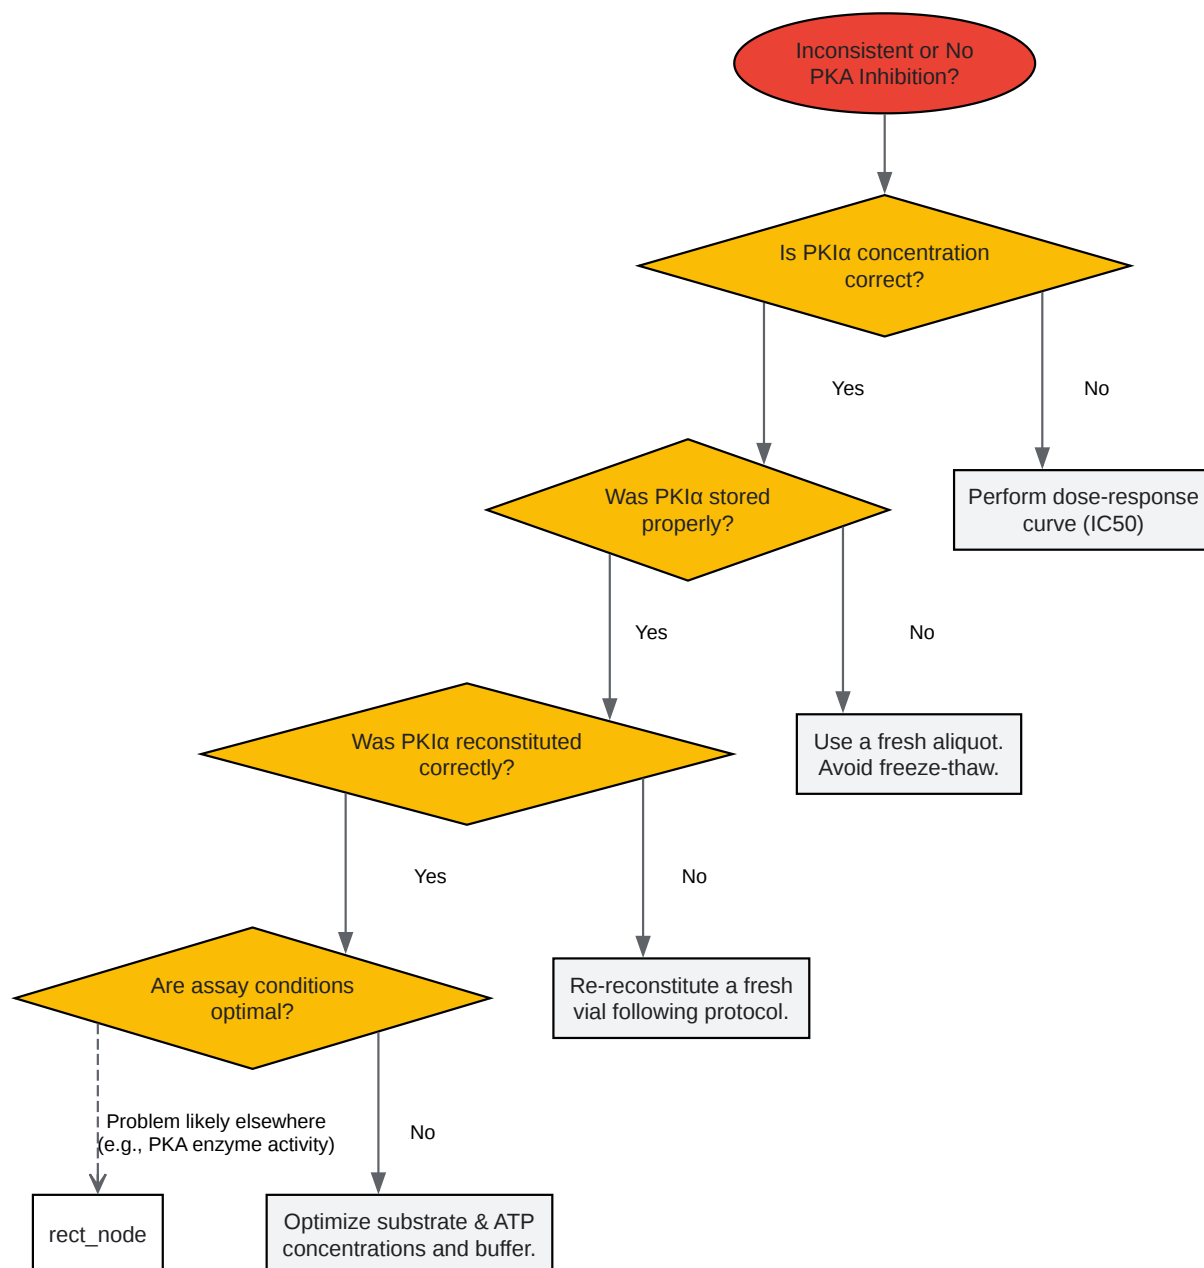 Inconsistent or No
PKA Inhibition?
Is PKIα concentration
correct?
Yes
No
Was PKIα stored
properly?
Perform dose-response
curve (IC50)
Yes
No
Was PKIα reconstituted
correctly?
Use a fresh aliquot.
Avoid freeze-thaw.
Yes
No
Are assay conditions
optimal?
Re-reconstitute a fresh
vial following protocol.
Problem likely elsewhere
(e.g., PKA enzyme activity)
No
rect_node
Optimize substrate & ATP
concentrations and buffer.